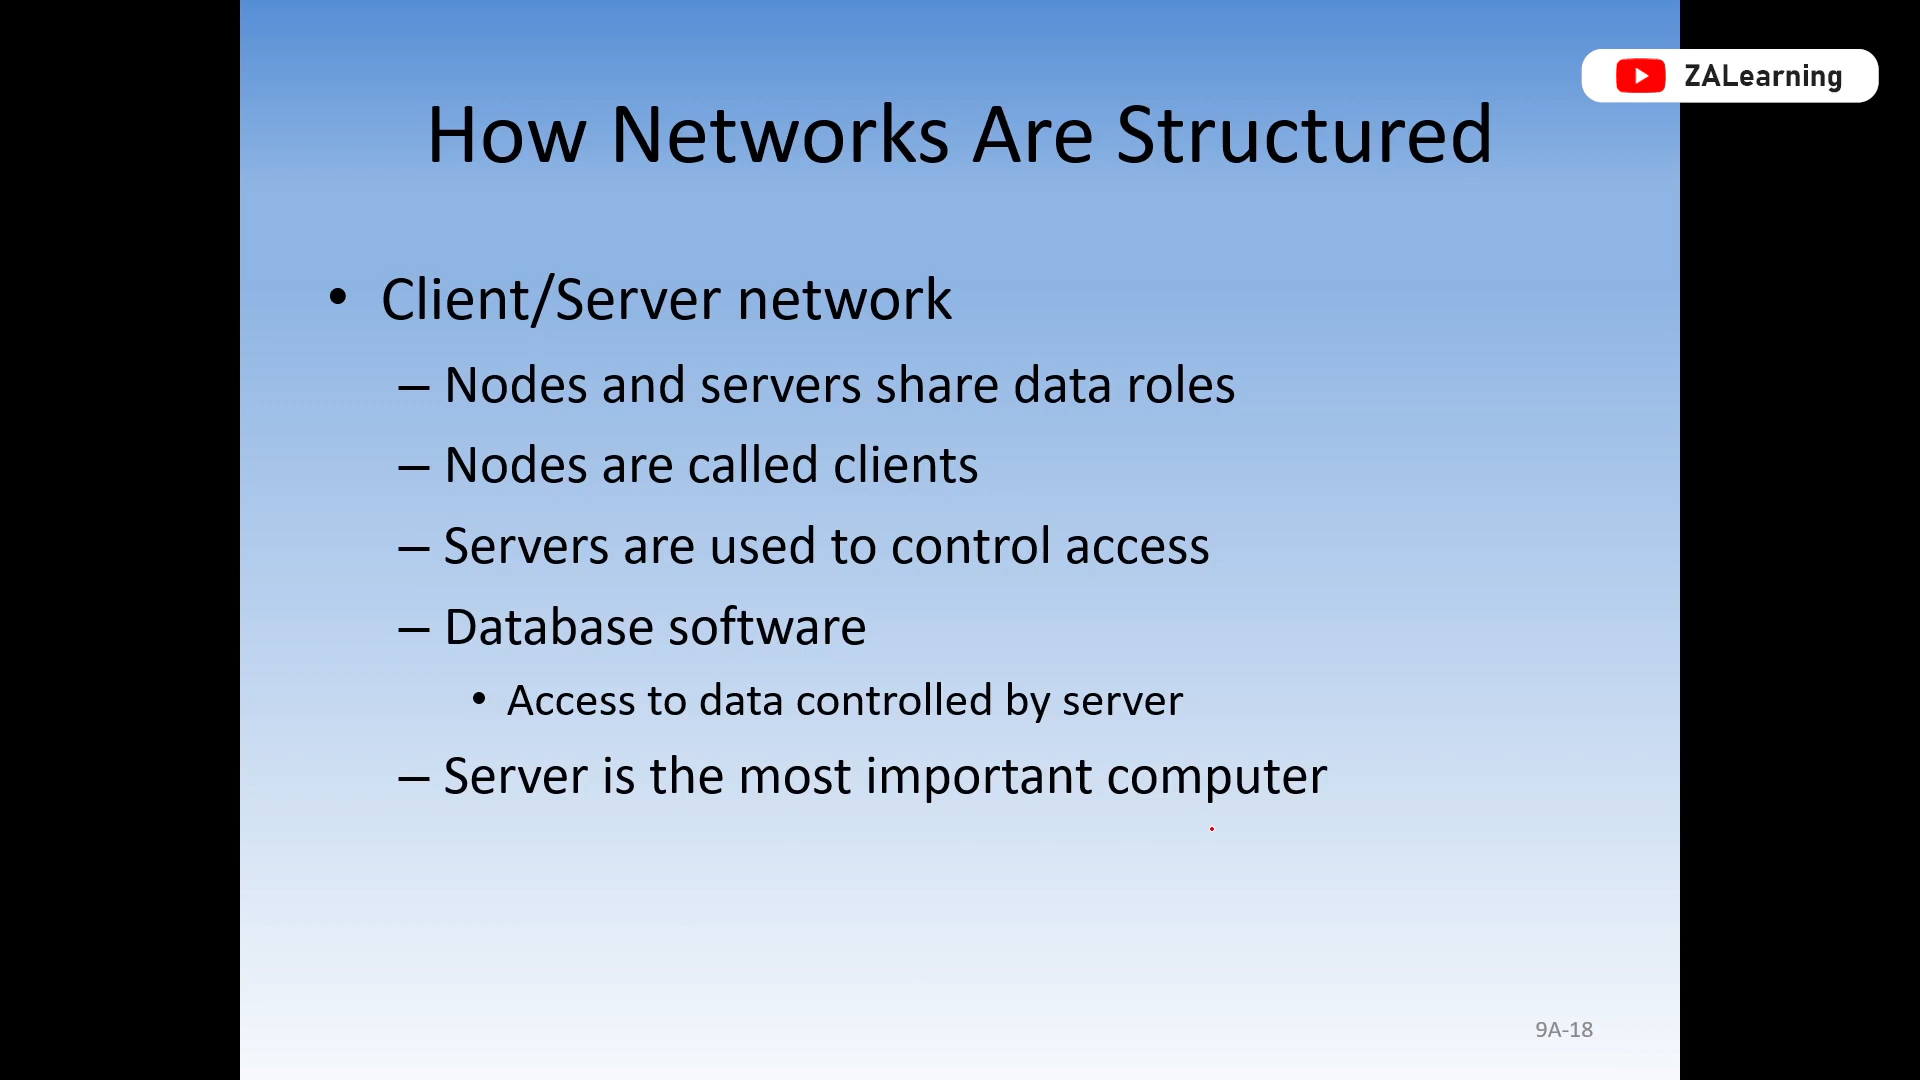 ZALearning
How Networks Are Structured
• Client/Server network
– Nodes and servers share data roles
– Nodes are called clients
– Servers are used to control access
– Database software
• Access to data controlled by server
– Server is the most important computer
9A-18